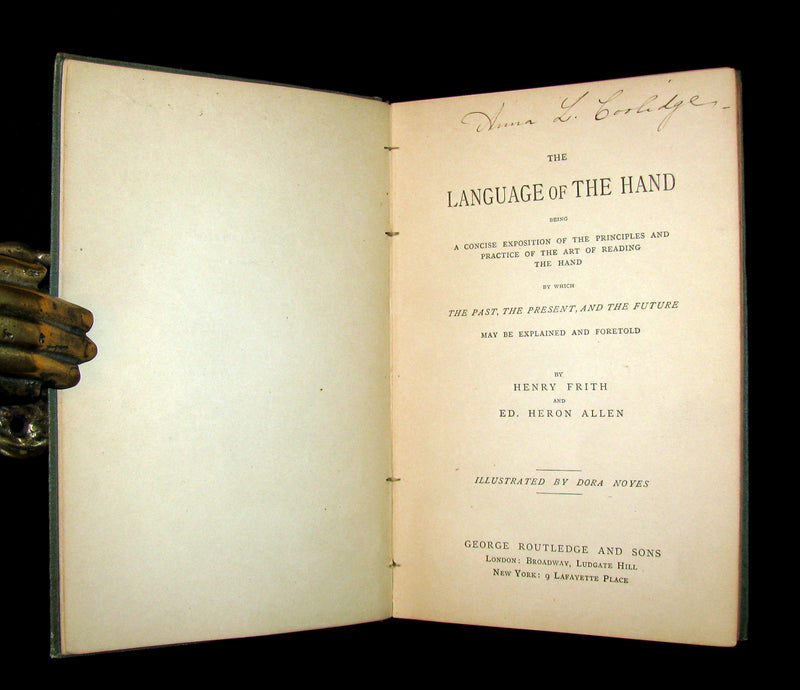 Anna L. Coolidge.
THE
LANGUAGE OF THE HAND
BEING
A CONCISE EXPOSITION OF THE PRINCIPLES AND
PRACTICE OF THE ART OF READING
THE HAND
BY WHICH
THE PAST, THE PRESENT, AND THE FUTURE
MAY BE EXPLAINED AND FORETOLD
BY
HENRY FRITH
AND
ED. HERON ALLEN
ILLUSTRATED BY DORA NOYES
GEORGE ROUTLEDGE AND SONS
LONDON: BROADWAY, LUDGATE HILL
NEW YORK: 9 LAFAYETTE PLACE